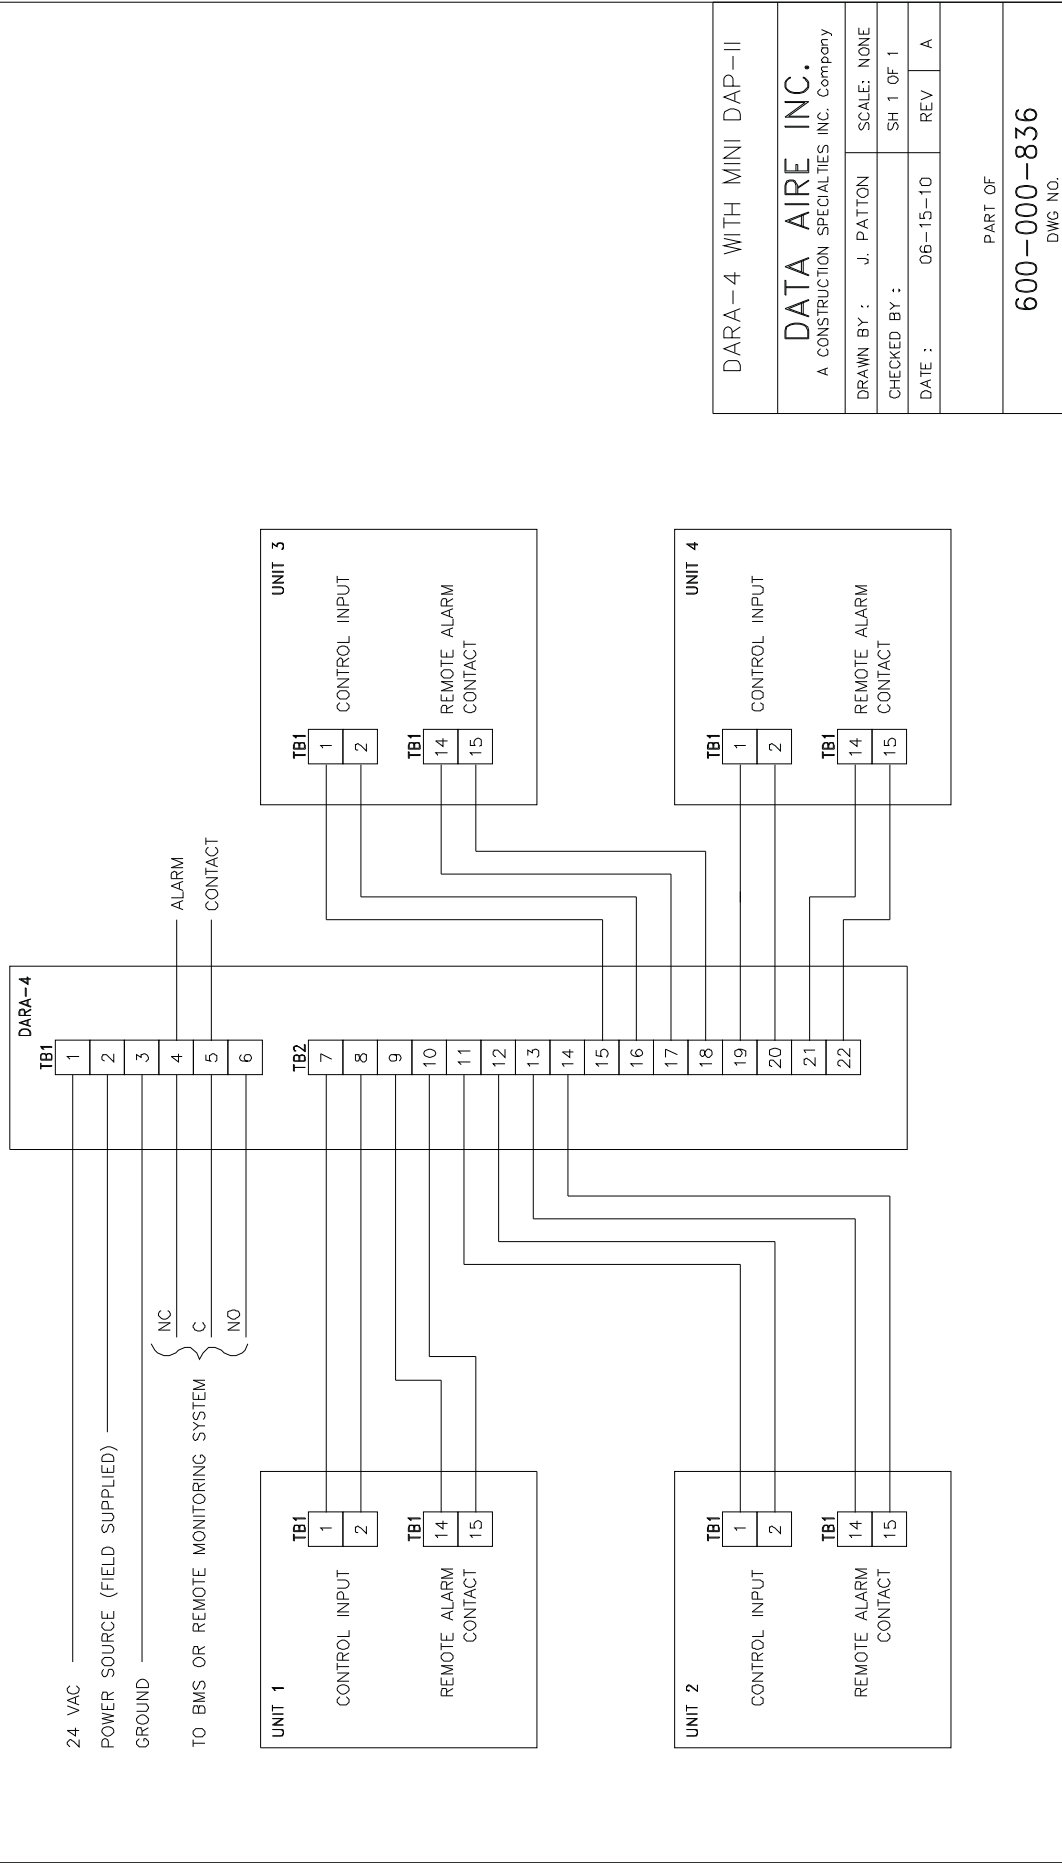 DARA-4
TB1
1
2
3
4
5
6
24 VAC
POWER SOURCE (FIELD SUPPLIED)
GROUND
NC
C
NO
TO BMS OR REMOTE MONITORING SYSTEM
ALARM
CONTACT
TB2
7
8
9
10
11
12
13
14
15
16
17
18
19
20
21
22
UNIT 1
CONTROL INPUT
TB1
1
2
REMOTE ALARM
CONTACT
TB1
14
15
UNIT 3
TB1
1
2
CONTROL INPUT
TB1
14
15
REMOTE ALARM
CONTACT
UNIT 2
CONTROL INPUT
TB1
1
2
REMOTE ALARM
CONTACT
TB1
14
15
UNIT 4
TB1
1
2
CONTROL INPUT
TB1
14
15
REMOTE ALARM
CONTACT
DARA-4 WITH MINI DAP-II
DATA AIRE INC.
A CONSTRUCTION SPECIALTIES INC. Company
DRAWN BY : J. PATTON SCALE: NONE
CHECKED BY : SH 1 OF 1
DATE : 06-15-10 REV A
PART OF
600-000-836
DWG NO.